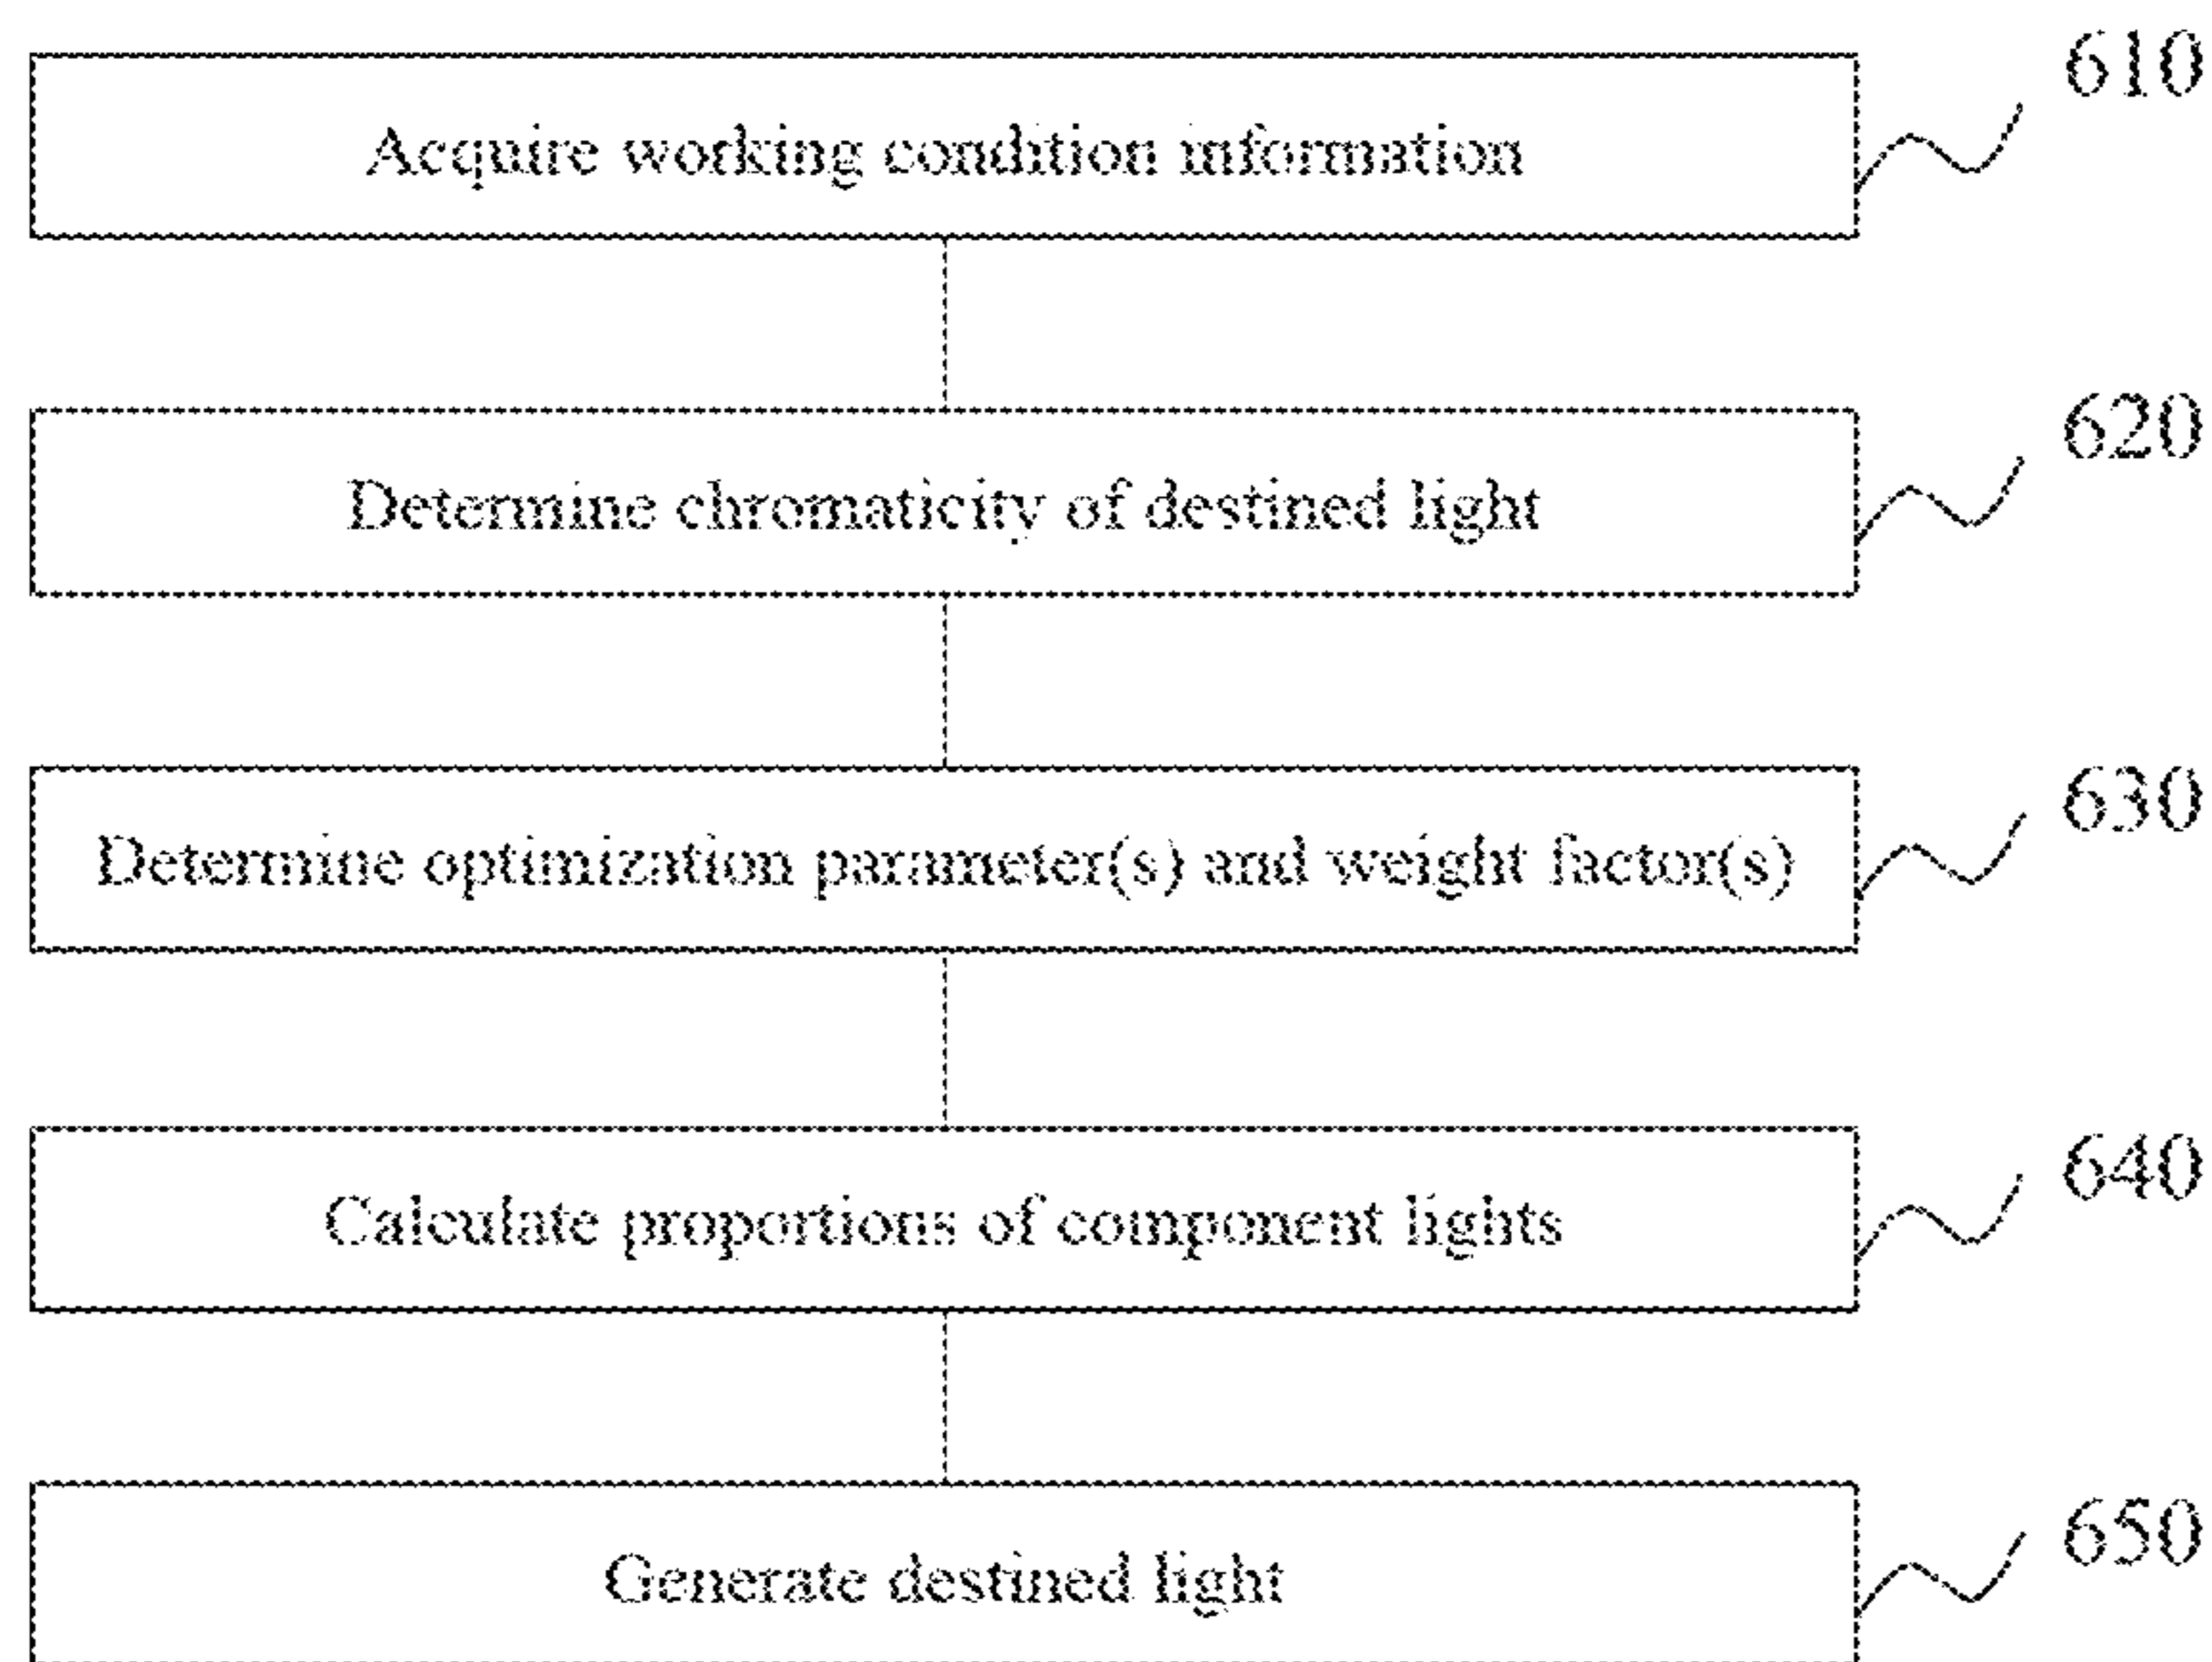 610
Acquire working condition information
620
Determine chromaticity of destined light
630
Determine optimization parameter(s) and weight factor(s)
640
Calculate proportions of component lights
650
Generate destined light